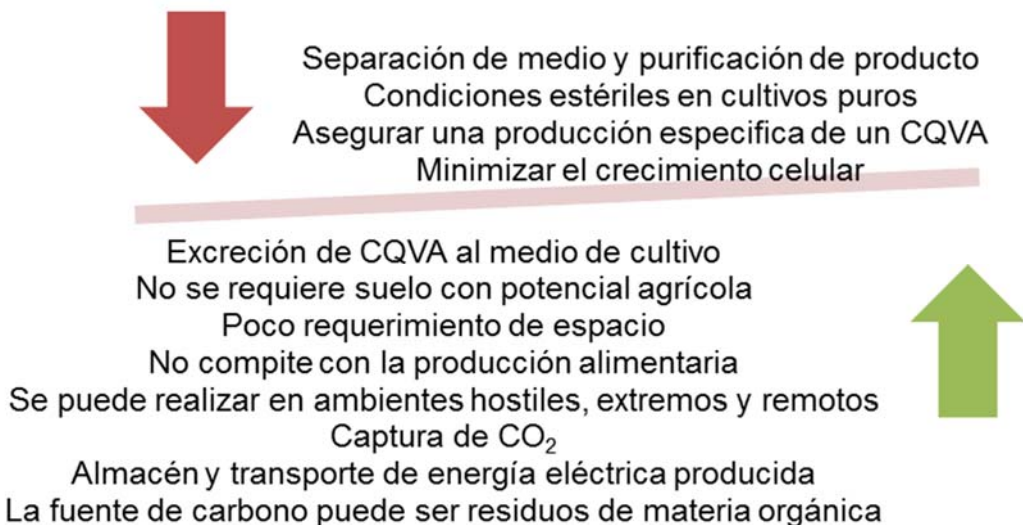 Separación de medio y purificación de producto
Condiciones estériles en cultivos puros
Asegurar una producción especifica de un CQVA
Minimizar el crecimiento celular
Excreción de CQVA al medio de cultivo
No se requiere suelo con potencial agrícola
Poco requerimiento de espacio
No compite con la producción alimentaria
Se puede realizar en ambientes hostiles, extremos y remotos
Captura de CO₂
Almacén y transporte de energía eléctrica producida
La fuente de carbono puede ser residuos de materia orgánica